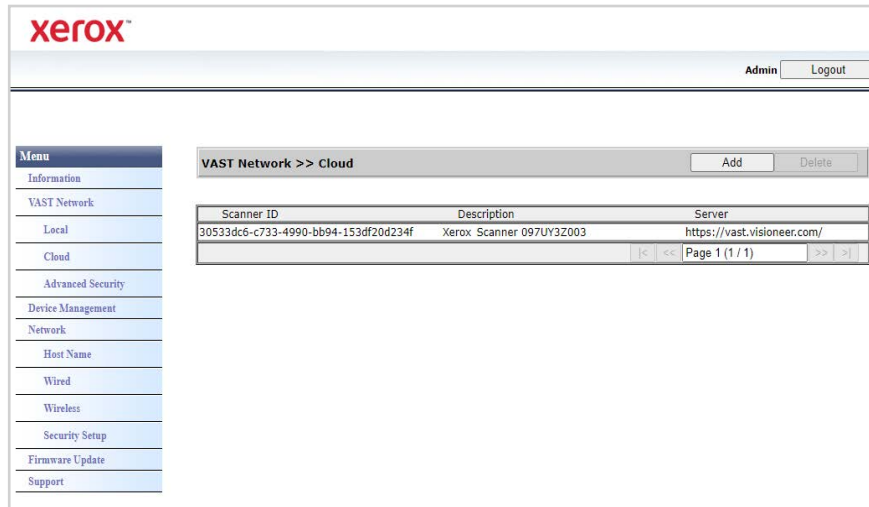 xerox™
Admin Logout
Menu
Information
VAST Network
Local
Cloud
Advanced Security
Device Management
Network
Host Name
Wired
Wireless
Security Setup
Firmware Update
Support
VAST Network >> Cloud Add Delete
Scanner ID Description Server
30533dc6-c733-4990-bb94-153df20d234f Xerox Scanner 097UY3Z003 https://vast.visioneer.com/
|< << Page 1 (1 / 1) >> >|